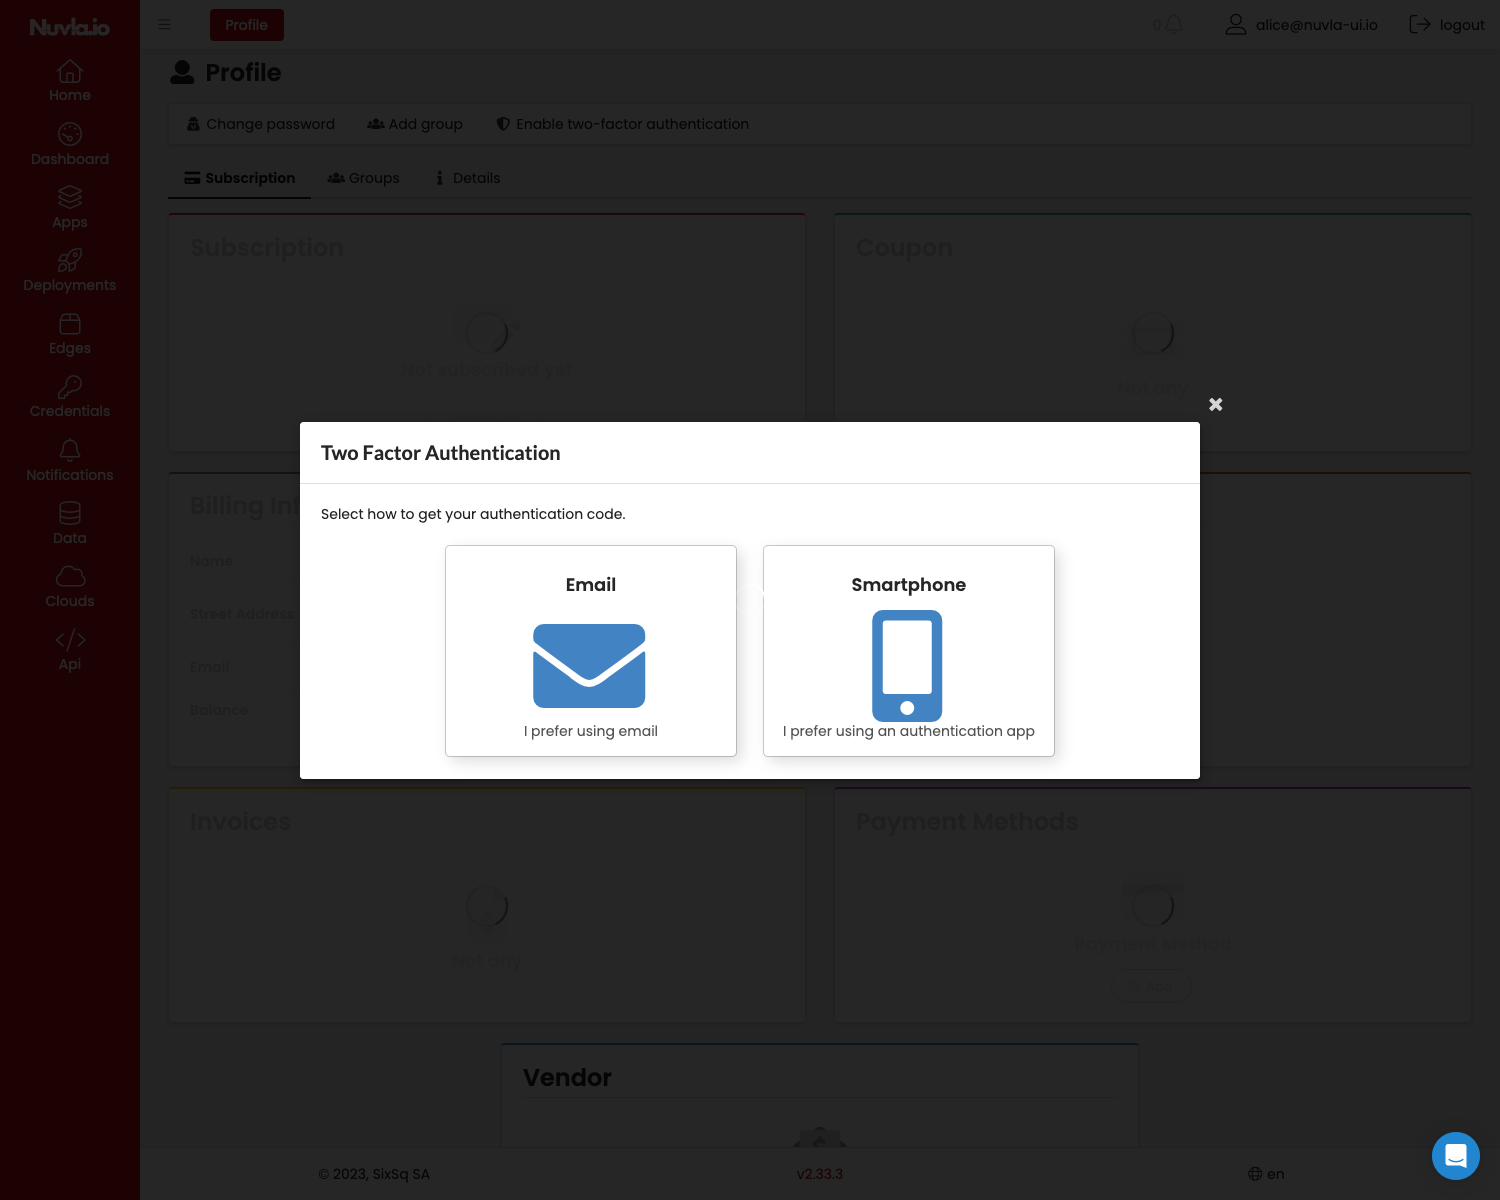 Nuvla.io
Profile
0
alice@nuvla-ui.io
logout
Home
Dashboard
Apps
Deployments
Edges
Credentials
Notifications
Data
Clouds
Api
Profile
Change password
Add group
Enable two-factor authentication
Subscription
Groups
Details
Subscription
Not subscribed yet
Coupon
Not any
Two Factor Authentication
Select how to get your authentication code.
Email
I prefer using email
Smartphone
I prefer using an authentication app
Billing In
Name
Street Address
Email
Balance
Invoices
Not any
Payment Methods
Payment Method
Add
Vendor
© 2023, SixSq SA
v2.33.3
en